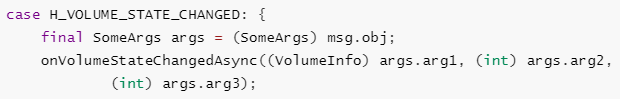 case H_VOLUME_STATE_CHANGED: {
final SomeArgs args = (SomeArgs) msg.obj;
onVolumeStateChangedAsync((VolumeInfo) args.arg1, (int) args.arg2,
(int) args.arg3);